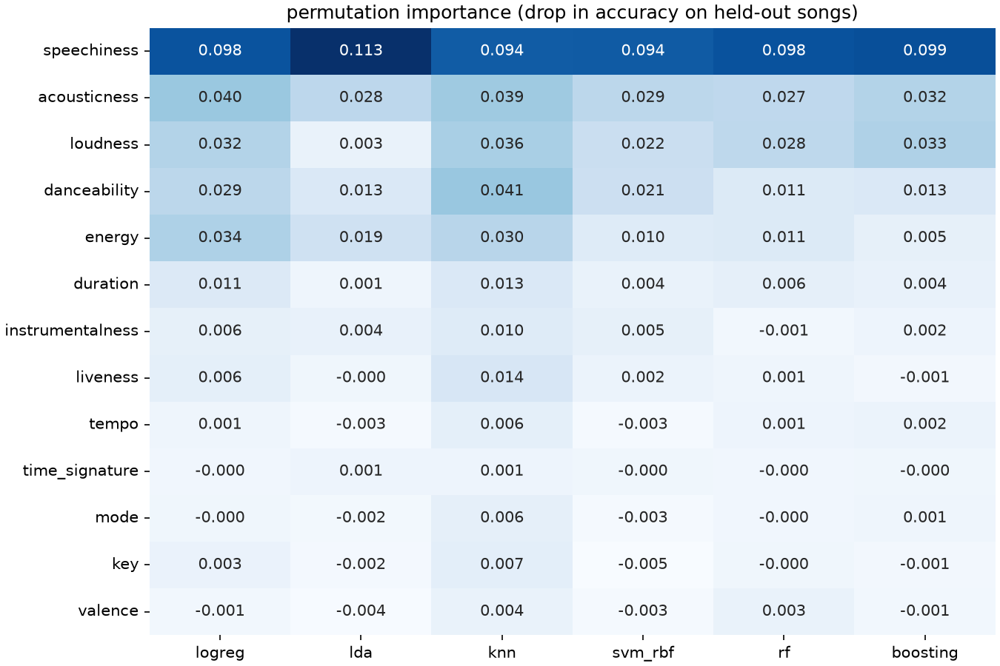 permutation importance (drop in accuracy on held-out songs)
speechiness 0.098 0.113 0.094 0.094 0.098 0.099
acousticness 0.040 0.028 0.039 0.029 0.027 0.032
loudness 0.032 0.003 0.036 0.022 0.028 0.033
danceability 0.029 0.013 0.041 0.021 0.011 0.013
energy 0.034 0.019 0.030 0.010 0.011 0.005
duration 0.011 0.001 0.013 0.004 0.006 0.004
instrumentalness 0.006 0.004 0.010 0.005 -0.001 0.002
liveness 0.006 -0.000 0.014 0.002 0.001 -0.001
tempo 0.001 -0.003 0.006 -0.003 0.001 0.002
time_signature -0.000 0.001 0.001 -0.000 -0.000 -0.000
mode -0.000 -0.002 0.006 -0.003 -0.000 0.001
key 0.003 -0.002 0.007 -0.005 -0.000 -0.001
valence -0.001 -0.004 0.004 -0.003 0.003 -0.001
logreg lda knn svm_rbf rf boosting